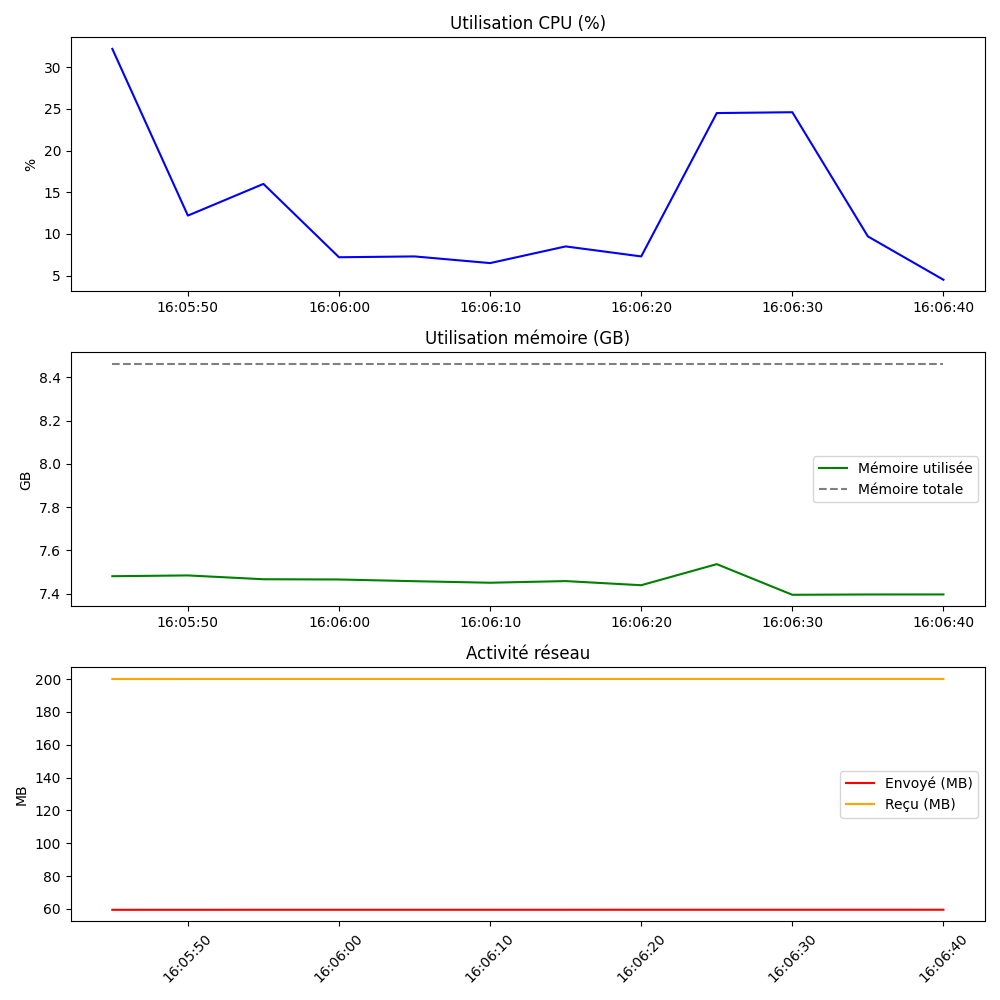 Utilisation CPU (%)
%
30
25
20
15
10
5
16:05:50 16:06:00 16:06:10 16:06:20 16:06:30 16:06:40
Utilisation mémoire (GB)
GB
8.4
8.2
8.0
7.8
7.6
7.4
Mémoire utilisée
Mémoire totale
16:05:50 16:06:00 16:06:10 16:06:20 16:06:30 16:06:40
Activité réseau
MB
200
180
160
140
120
100
80
60
Envoyé (MB)
Reçu (MB)
16:05:50 16:06:00 16:06:10 16:06:20 16:06:30 16:06:40